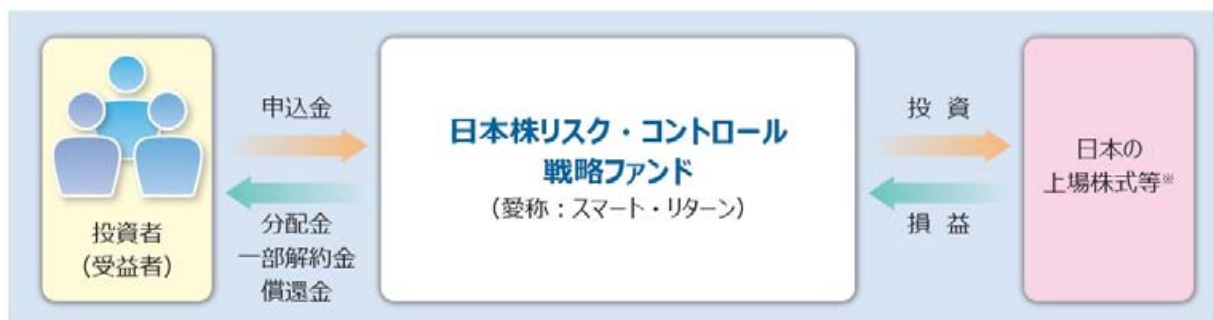 投資者
(受益者)
申込金
分配金
一部解約金
償還金
日本株リスク・コントロール
戦略ファンド
(愛称:スマート・リターン)
投 資
損 益
日本の
上場株式等※